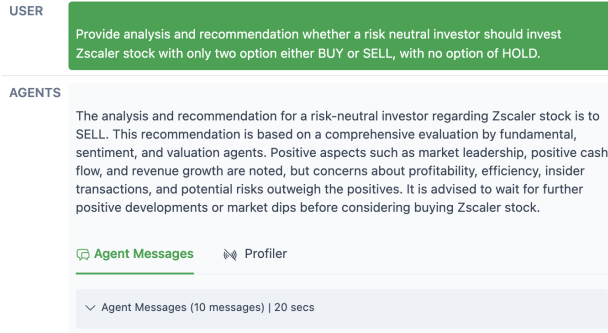 USER
Provide analysis and recommendation whether a risk neutral investor should invest
Zscaler stock with only two option either BUY or SELL, with no option of HOLD.
AGENTS
The analysis and recommendation for a risk-neutral investor regarding Zscaler stock is to
SELL. This recommendation is based on a comprehensive evaluation by fundamental,
sentiment, and valuation agents. Positive aspects such as market leadership, positive cash
flow, and revenue growth are noted, but concerns about profitability, efficiency, insider
transactions, and potential risks outweigh the positives. It is advised to wait for further
positive developments or market dips before considering buying Zscaler stock.
Agent Messages Profiler
Agent Messages (10 messages) | 20 secs